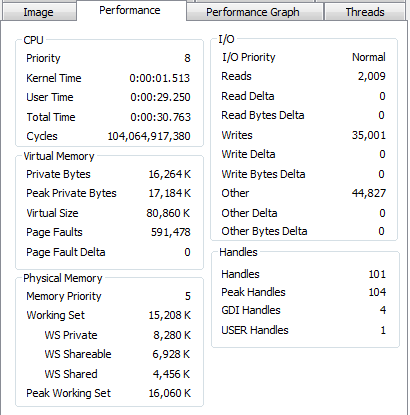 Image Performance Performance Graph Threads
CPU
Priority 8
Kernel Time 0:00:01.513
User Time 0:00:29.250
Total Time 0:00:30.763
Cycles 104,064,917,380
Virtual Memory
Private Bytes 16,264 K
Peak Private Bytes 17,184 K
Virtual Size 80,860 K
Page Faults 591,478
Page Fault Delta 0
Physical Memory
Memory Priority 5
Working Set 15,208 K
WS Private 8,280 K
WS Shareable 6,928 K
WS Shared 4,456 K
Peak Working Set 16,060 K
I/O
I/O Priority Normal
Reads 2,009
Read Delta 0
Read Bytes Delta 0
Writes 35,001
Write Delta 0
Write Bytes Delta 0
Other 44,827
Other Delta 0
Other Bytes Delta 0
Handles
Handles 101
Peak Handles 104
GDI Handles 4
USER Handles 1